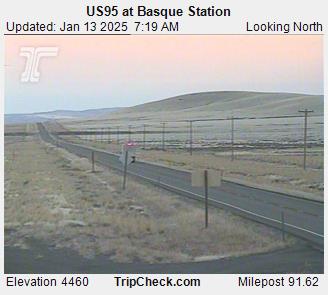 US95 at Basque Station
Updated: Jan 13 2025 7:19 AM Looking North
Elevation 4460 TripCheck.com Milepost 91.62